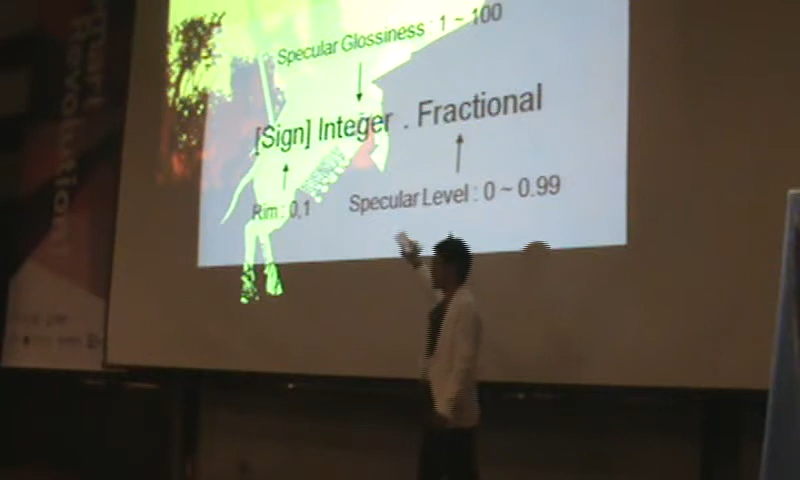 Specular Glossiness : 1 ~ 100
[Sign] Integer . Fractional
Rim : 0,1
Specular Level : 0 ~ 0.99
Revolution!